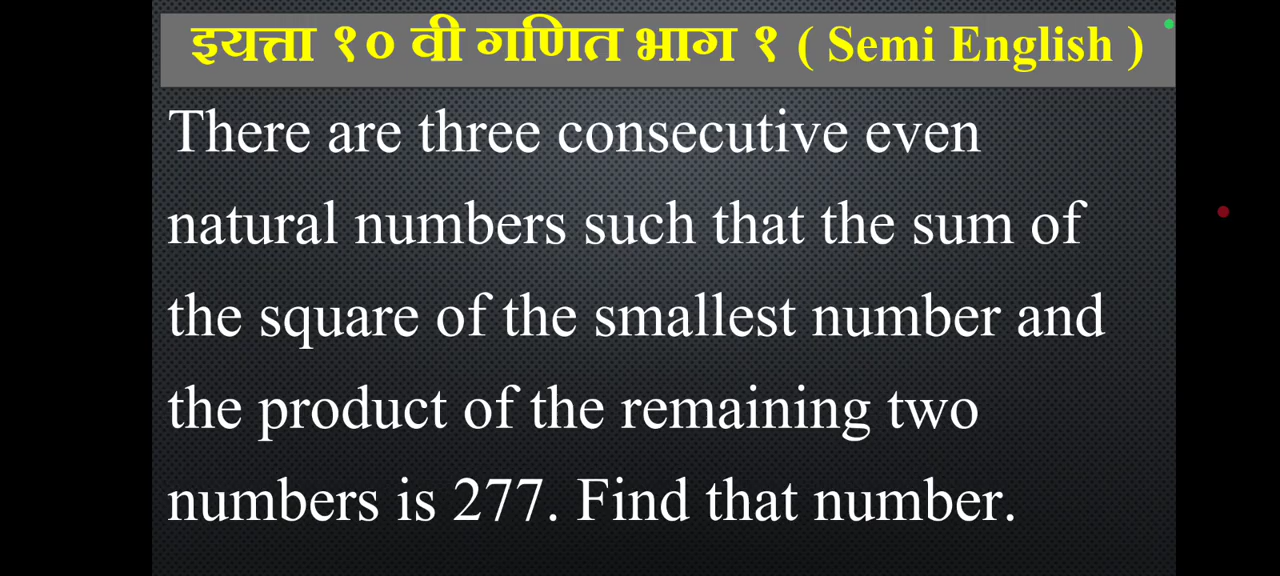 इयत्ता १० वी गणित भाग १ ( Semi English )
There are three consecutive even
natural numbers such that the sum of
the square of the smallest number and
the product of the remaining two
numbers is 277. Find that number.